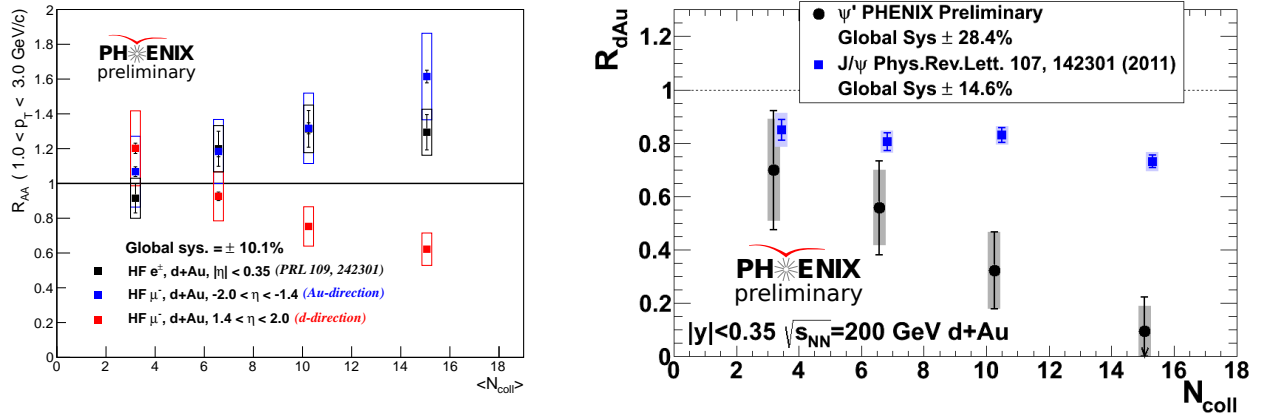 2
1.8
1.6
1.4
1.2
1
0.8
0.6
0.4
0.2
0
R_AA ( 1.0 < p_T < 3.0 GeV/c)
PH ENIX
preliminary
Global sys. = ± 10.1%
HF e^±, d+Au, |η| < 0.35 (PRL 109, 242301)
HF μ^-, d+Au, -2.0 < η < -1.4 (Au-direction)
HF μ^-, d+Au, 1.4 < η < 2.0 (d-direction)
0 2 4 6 8 10 12 14 16 18
<N_coll>
R_dAu
1.2
1
0.8
0.6
0.4
0.2
0
ψ' PHENIX Preliminary
Global Sys ± 28.4%
J/ψ Phys.Rev.Lett. 107, 142301 (2011)
Global Sys ± 14.6%
PH ENIX
preliminary
|y|<0.35 √s_NN=200 GeV d+Au
0 2 4 6 8 10 12 14 16 18
N_coll